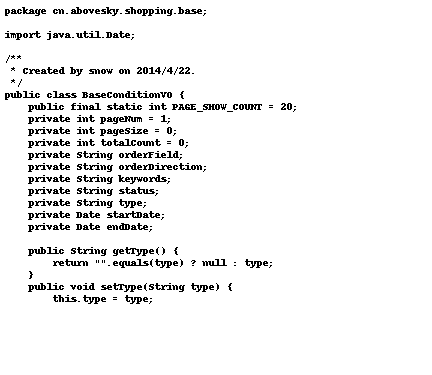 package cn.abovesky.shopping.base;

import java.util.Date;

/**
 * Created by snow on 2014/4/22.
 */
public class BaseConditionVO {
    public final static int PAGE_SHOW_COUNT = 20;
    private int pageNum = 1;
    private int pageSize = 0;
    private int totalCount = 0;
    private String orderField;
    private String orderDirection;
    private String keywords;
    private String status;
    private String type;
    private Date startDate;
    private Date endDate;

    public String getType() {
        return "".equals(type) ? null : type;
    }
    public void setType(String type) {
        this.type = type;